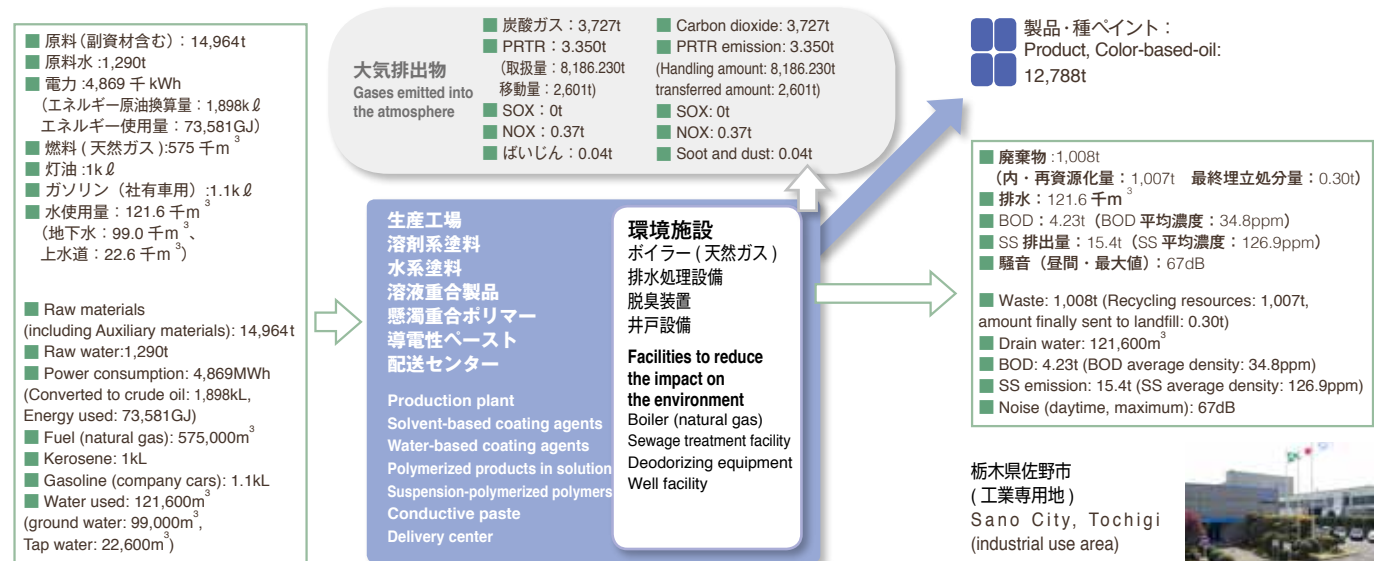 ■ 原料(副資材含む):14,964t
■ 原料水 :1,290t
■ 電力 :4,869 千 kWh
(エネルギー原油換算量:1,898kℓ
エネルギー使用量:73,581GJ)
■ 燃料 ( 天然ガス ):575 千m³
■ 灯油 :1kℓ
■ ガソリン(社有車用):1.1kℓ
■ 水使用量:121.6 千m³
(地下水:99.0 千m³、
上水道:22.6 千m³)
■ Raw materials
(including Auxiliary materials): 14,964t
■ Raw water:1,290t
■ Power consumption: 4,869MWh
(Converted to crude oil: 1,898kL,
Energy used: 73,581GJ)
■ Fuel (natural gas): 575,000m³
■ Kerosene: 1kL
■ Gasoline (company cars): 1.1kL
■ Water used: 121,600m³
(ground water: 99,000m³,
Tap water: 22,600m³)
大気排出物
Gases emitted into
the atmosphere
■ 炭酸ガス:3,727t
■ PRTR:3.350t
(取扱量:8,186.230t
移動量:2,601t)
■ SOX:0t
■ NOX:0.37t
■ ばいじん:0.04t
■ Carbon dioxide: 3,727t
■ PRTR emission: 3.350t
(Handling amount: 8,186.230t
transferred amount: 2,601t)
■ SOX: 0t
■ NOX: 0.37t
■ Soot and dust: 0.04t
生産工場
溶剤系塗料
水系塗料
溶液重合製品
懸濁重合ポリマー
導電性ペースト
配送センター
Production plant
Solvent-based coating agents
Water-based coating agents
Polymerized products in solution
Suspension-polymerized polymers
Conductive paste
Delivery center
環境施設
ボイラー ( 天然ガス )
排水処理設備
脱臭装置
井戸設備
Facilities to reduce
the impact on
the environment
Boiler (natural gas)
Sewage treatment facility
Deodorizing equipment
Well facility
製品・種ペイント:
Product, Color-based-oil:
12,788t
■ 廃棄物 :1,008t
(内・再資源化量:1,007t 最終埋立処分量:0.30t)
■ 排水:121.6 千m³
■ BOD:4.23t(BOD 平均濃度:34.8ppm)
■ SS 排出量:15.4t(SS 平均濃度:126.9ppm)
■ 騒音(昼間・最大値):67dB
■ Waste: 1,008t (Recycling resources: 1,007t,
amount finally sent to landfill: 0.30t)
■ Drain water: 121,600m³
■ BOD: 4.23t (BOD average density: 34.8ppm)
■ SS emission: 15.4t (SS average density: 126.9ppm)
■ Noise (daytime, maximum): 67dB
栃木県佐野市
( 工業専用地 )
Sano City, Tochigi
(industrial use area)